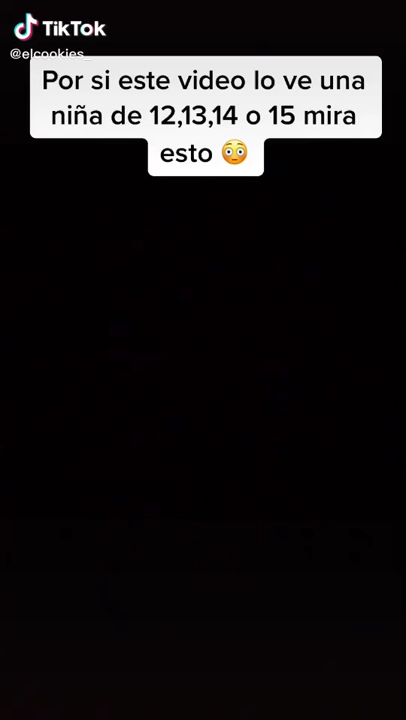 TikTok
@elcookies_
Por si este video lo ve una
niña de 12,13,14 o 15 mira
esto 😳